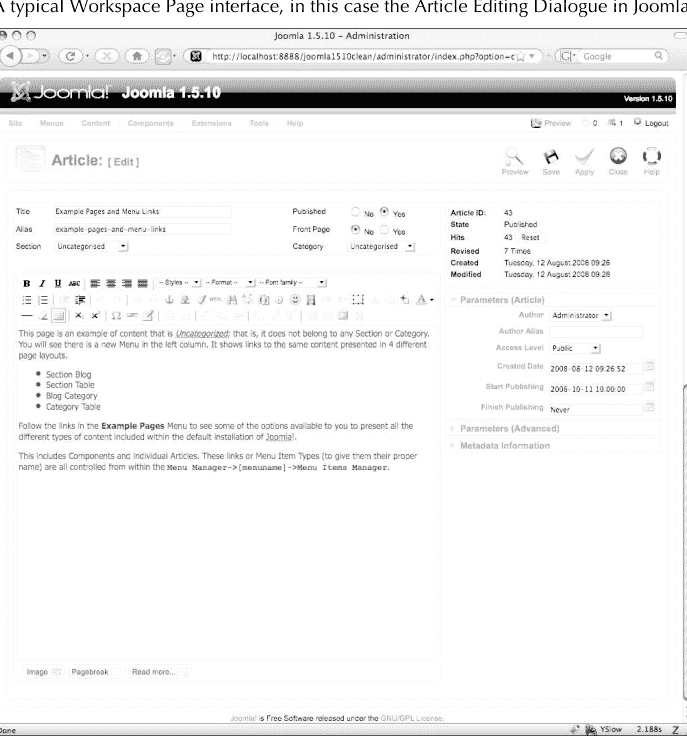 A typical Workspace Page interface, in this case the Article Editing Dialogue in Joomla
Joomla 1.5.10 – Administration
http://localhost:8888/joomla1510clean/administrator/index.php?option=c
Google
Joomla! Joomla 1.5.10
Version 1.5.10
Site Menus Content Components Extensions Tools Help Preview 0 1 Logout
Article: [ Edit ]
Preview Save Apply Close Help
Title Example Pages and Menu Links Published No Yes
Alias example-pages-and-menu-links Front Page No Yes
Section Uncategorised Category Uncategorised
Article ID: 43
State Published
Hits 43 Reset
Revised 7 Times
Created Tuesday, 12 August 2008 09:26
Modified Tuesday, 12 August 2008 09:26
B I U ABC -- Styles -- -- Format -- -- Font family --
HTML
This page is an example of content that is Uncategorized; that is, it does not belong to any Section or Category.
You will see there is a new Menu in the left column. It shows links to the same content presented in 4 different
page layouts.
Section Blog
Section Table
Blog Category
Category Table
Follow the links in the Example Pages Menu to see some of the options available to you to present all the
different types of content included within the default installation of Joomla!.
This includes Components and individual Articles. These links or Menu Item Types (to give them their proper
name) are all controlled from within the Menu Manager->[menuname]->Menu Items Manager.
Parameters (Article)
Author Administrator
Author Alias
Access Level Public
Created Date 2008-08-12 09:26:52
Start Publishing 2006-10-11 10:00:00
Finish Publishing Never
Parameters (Advanced)
Metadata Information
Image Pagebreak Read more...
Joomla! is Free Software released under the GNU/GPL License.
Done YSlow 2.188s